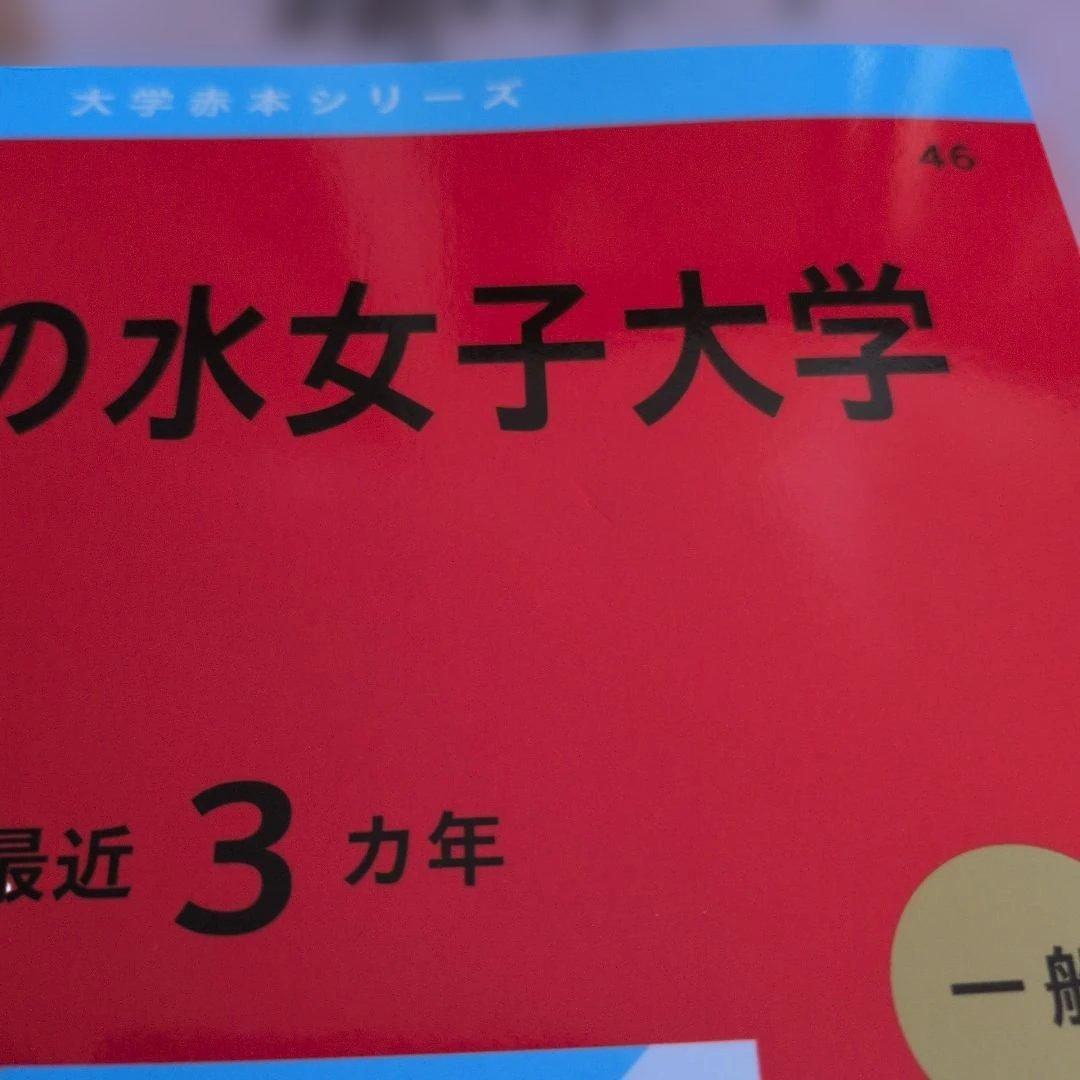 大学赤本シリーズ
46
の水女子大学
最近3カ年
一般